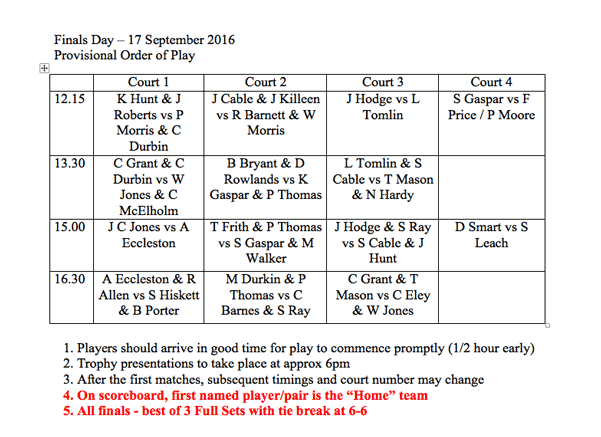 Finals Day – 17 September 2016
Provisional Order of Play
Court 1 Court 2 Court 3 Court 4
12.15 K Hunt & J J Cable & J Killeen J Hodge vs L S Gaspar vs F
Roberts vs P vs R Barnett & W Tomlin Price / P Moore
Morris & C Morris
Durbin
13.30 C Grant & C B Bryant & D L Tomlin & S
Durbin vs W Rowlands vs K Cable vs T Mason
Jones & C Gaspar & P Thomas & N Hardy
McElholm
15.00 J C Jones vs A T Frith & P Thomas J Hodge & S Ray D Smart vs S
Eccleston vs S Gaspar & M vs S Cable & J Leach
Walker Hunt
16.30 A Eccleston & R M Durkin & P C Grant & T
Allen vs S Hiskett Thomas vs C Mason vs C Eley
& B Porter Barnes & S Ray & W Jones
1. Players should arrive in good time for play to commence promptly (1/2 hour early)
2. Trophy presentations to take place at approx 6pm
3. After the first matches, subsequent timings and court number may change
4. On scoreboard, first named player/pair is the “Home” team
5. All finals - best of 3 Full Sets with tie break at 6-6